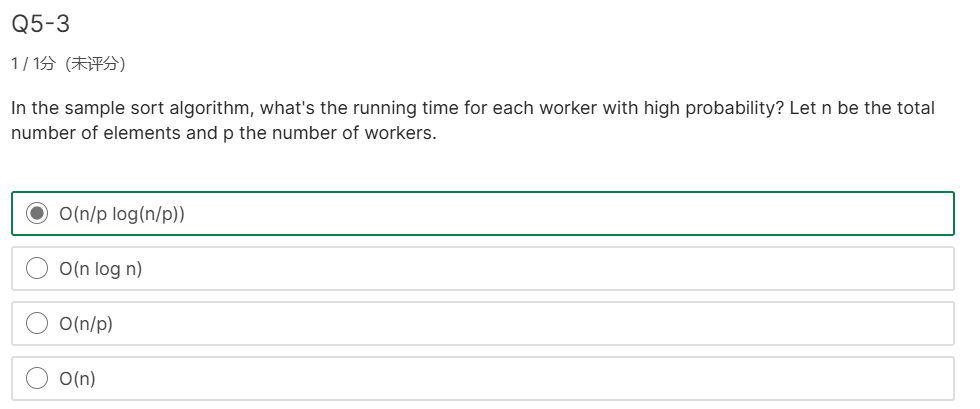 Q5-3
1 / 1分 (未评分)
In the sample sort algorithm, what's the running time for each worker with high probability? Let n be the total
number of elements and p the number of workers.
O(n/p log(n/p))
O(n log n)
O(n/p)
O(n)